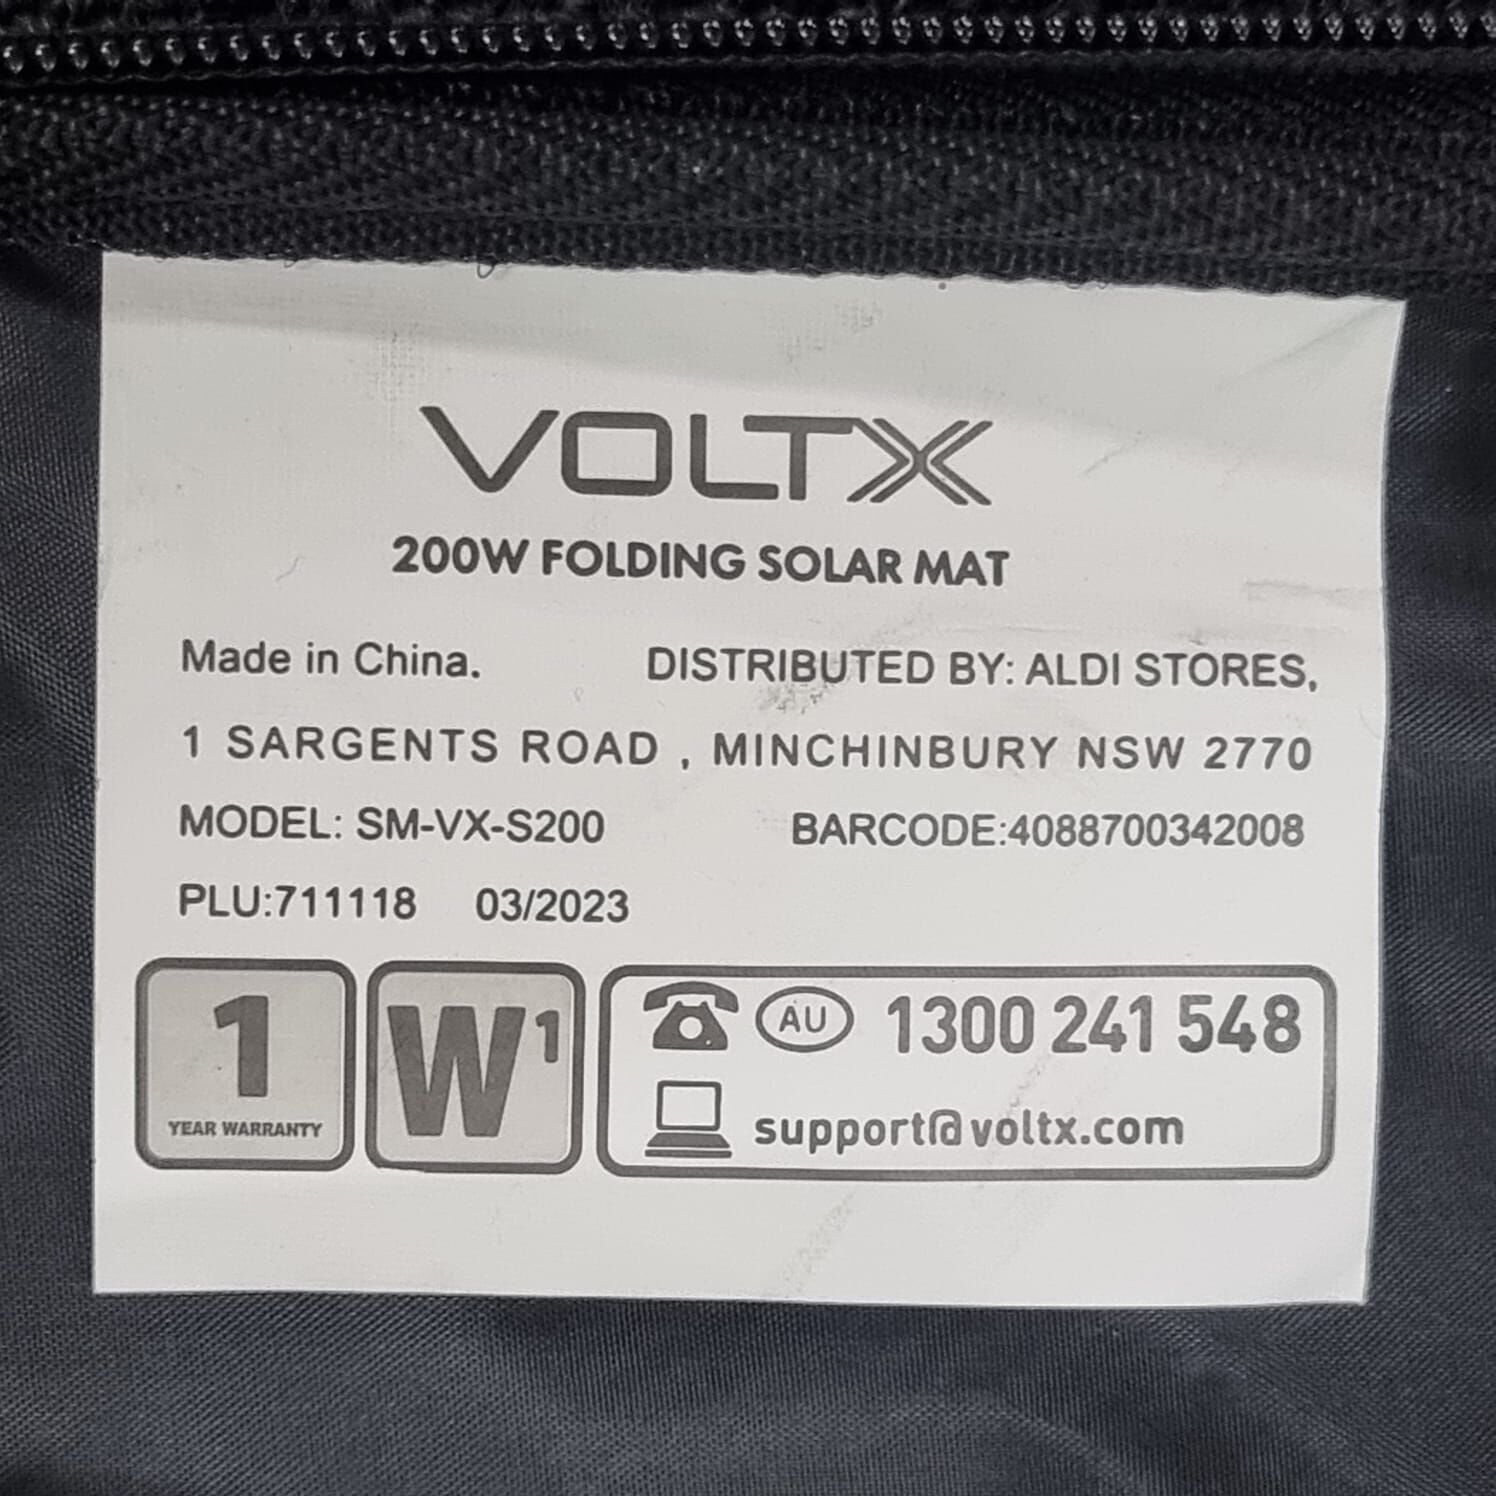 VOLTX
200W FOLDING SOLAR MAT
Made in China. DISTRIBUTED BY: ALDI STORES,
1 SARGENTS ROAD , MINCHINBURY NSW 2770
MODEL: SM-VX-S200 BARCODE:4088700342008
PLU:711118 03/2023
1
YEAR WARRANTY
W1
AU 1300 241 548
support@voltx.com